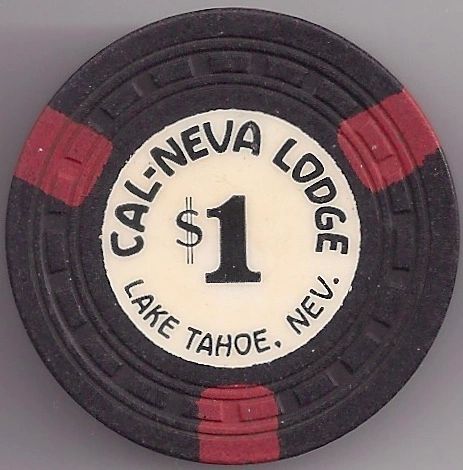 CAL-NEVA LODGE
$1
LAKE TAHOE, NEV.